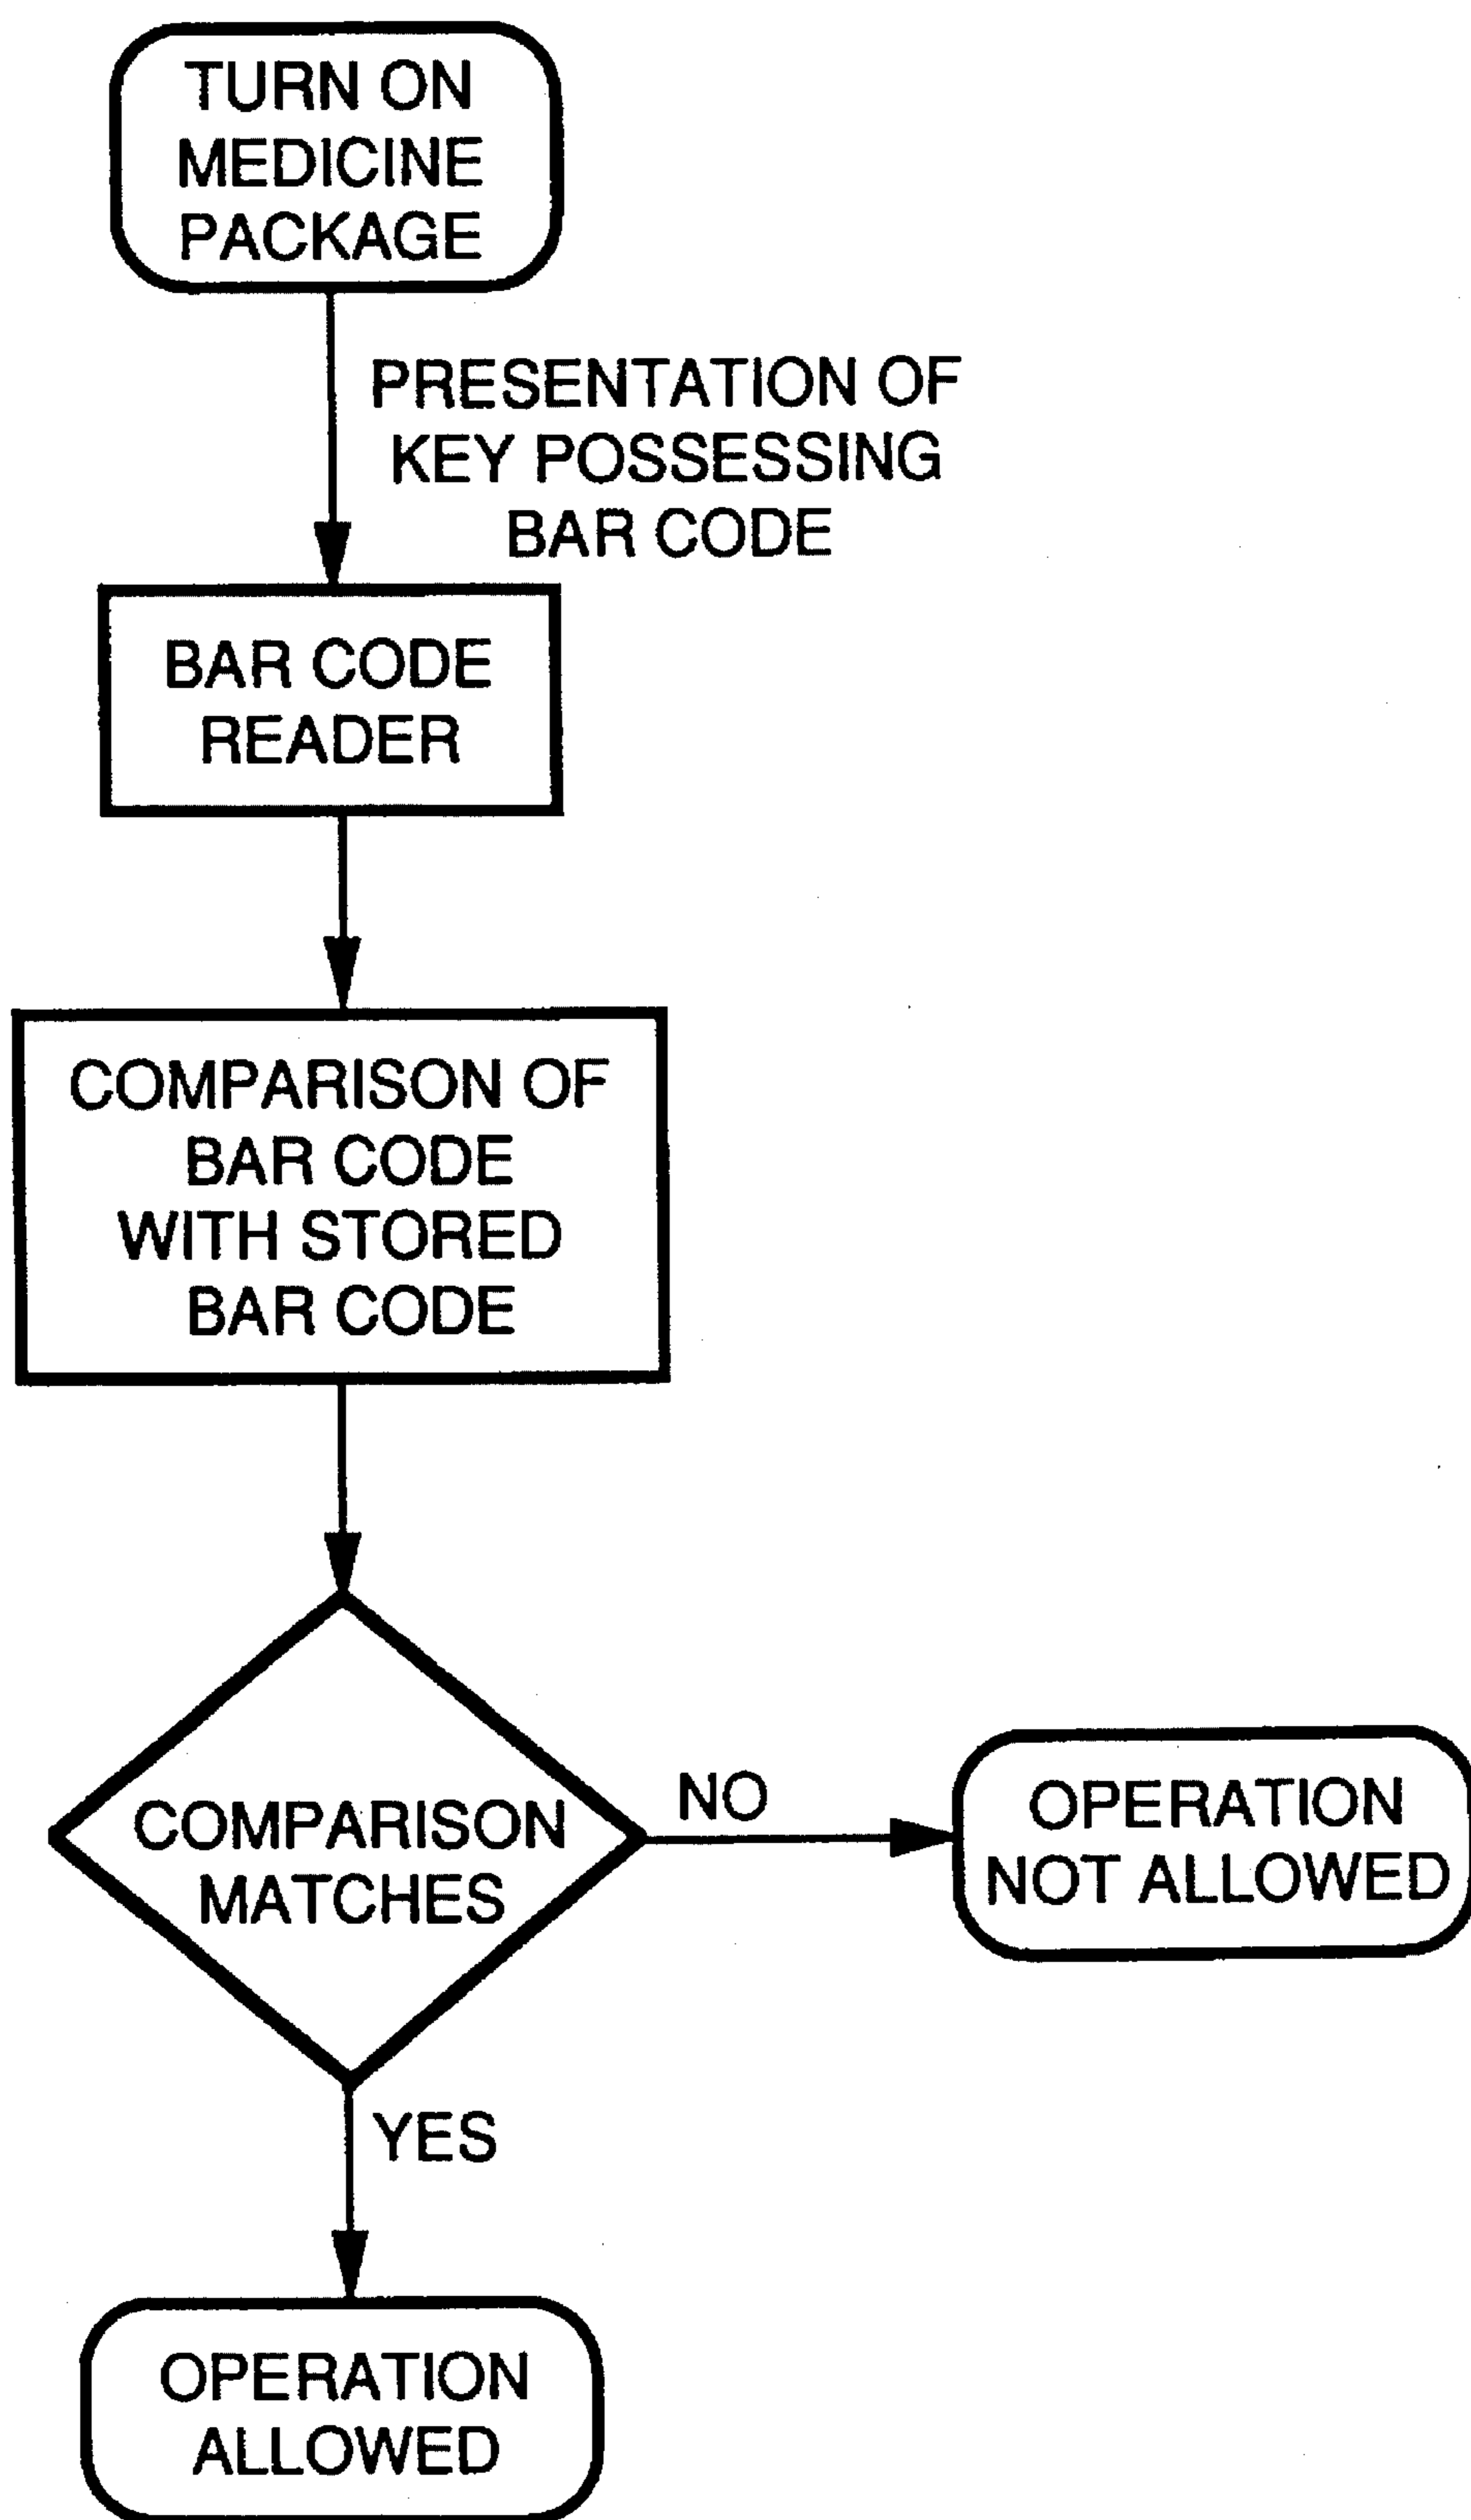 TURN ON
MEDICINE
PACKAGE
PRESENTATION OF
KEY POSSESSING
BAR CODE
BAR CODE
READER
COMPARISON OF
BAR CODE
WITH STORED
BAR CODE
COMPARISON
MATCHES
NO
OPERATION
NOT ALLOWED
YES
OPERATION
ALLOWED